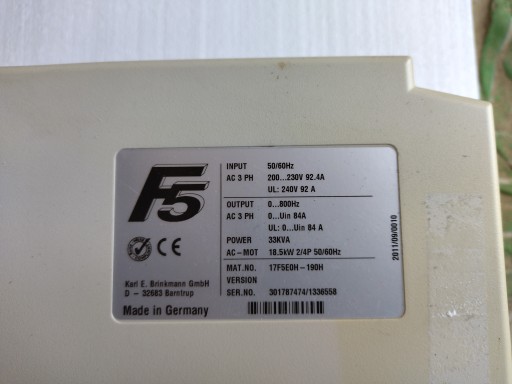 F5
INPUT 50/60Hz
AC 3 PH 200...230V 92.4A
UL: 240V 92 A
OUTPUT 0...800Hz
AC 3 PH 0...Uin 84A
UL: 0...Uin 84 A
POWER 33KVA
AC-MOT 18.5kW 2/4P 50/60Hz
MAT.NO. 17F5E0H-190H
VERSION
SER.NO. 301787474/1336558
CE
Karl E. Brinkmann GmbH
D - 32683 Barntrup
Made in Germany
2011/09/0010